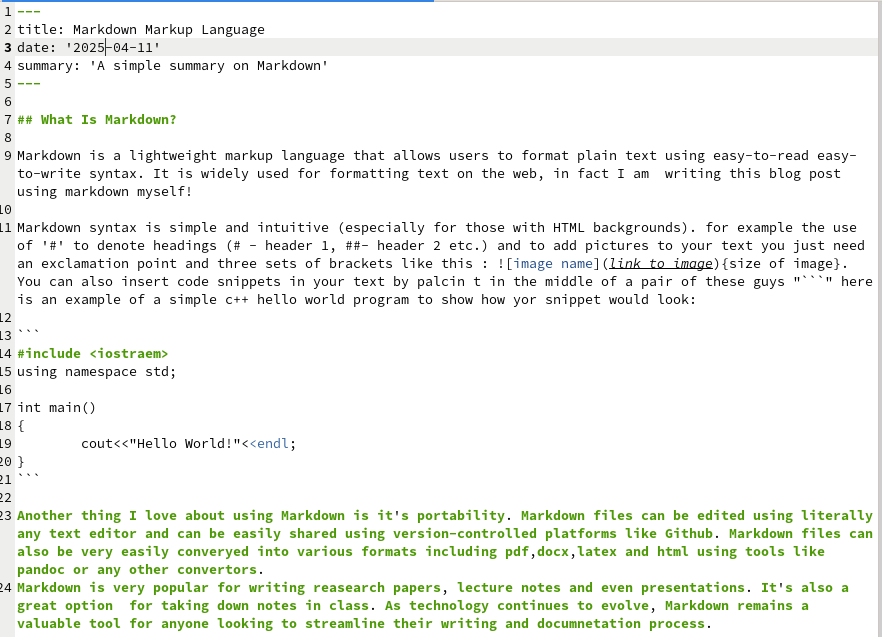 1 ---
2 title: Markdown Markup Language
3 date: '2025-04-11'
4 summary: 'A simple summary on Markdown'
5 ---
6
7 ## What Is Markdown?
8
9 Markdown is a lightweight markup language that allows users to format plain text using easy-to-read easy-
to-write syntax. It is widely used for formatting text on the web, in fact I am  writing this blog post
using markdown myself!
10
11 Markdown syntax is simple and intuitive (especially for those with HTML backgrounds). for example the use
of '#' to denote headings (# - header 1, ##- header 2 etc.) and to add pictures to your text you just need
an exclamation point and three sets of brackets like this : ![image name](link to image){size of image}.
You can also insert code snippets in your text by palcin t in the middle of a pair of these guys "```" here
is an example of a simple c++ hello world program to show how yor snippet would look:
12
13 ```
14 #include <iostraem>
15 using namespace std;
16
17 int main()
18 {
19         cout<<"Hello World!"<<endl;
20 }
21 ```
22
23 Another thing I love about using Markdown is it's portability. Markdown files can be edited using literally
any text editor and can be easily shared using version-controlled platforms like Github. Markdown files can
also be very easily converyed into various formats including pdf,docx,latex and html using tools like
pandoc or any other convertors.
24 Markdown is very popular for writing reasearch papers, lecture notes and even presentations. It's also a
great option  for taking down notes in class. As technology continues to evolve, Markdown remains a
valuable tool for anyone looking to streamline their writing and documnetation process.